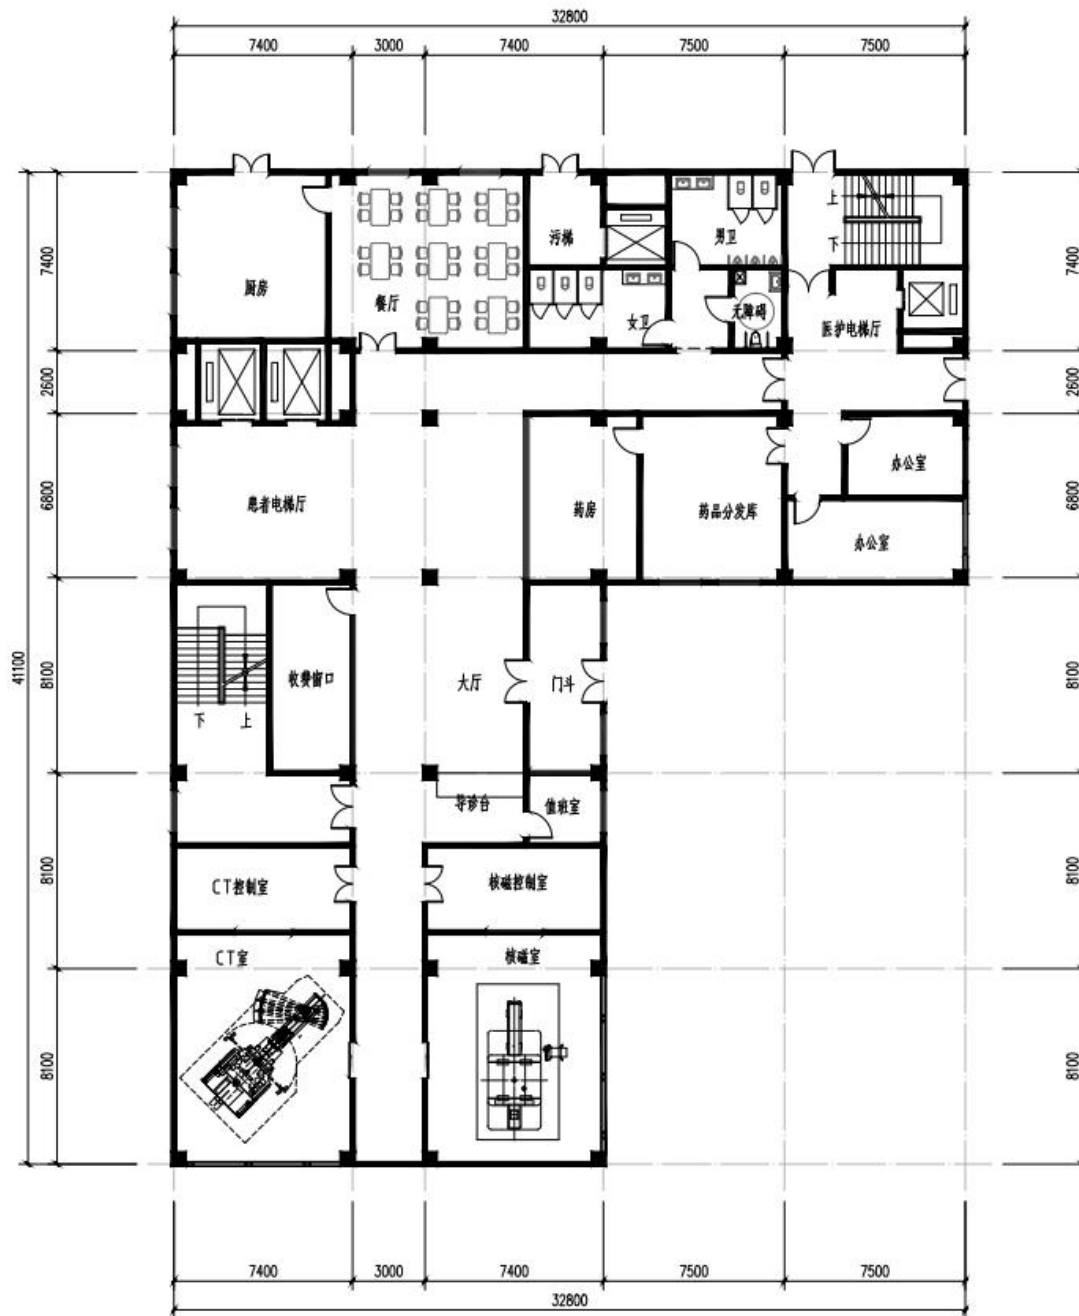 32800
7400 3000 7400 7500 7500
上
下
污梯
男卫
7400
7400
厨房
餐厅
女卫
无障碍
医护电梯厅
2600
2600
办公室
患者电梯厅
药房
药品分发库
6800
6800
办公室
收费窗口
大厅
门斗
41100
8100
8100
下 上
导诊台
值班室
CT控制室
核磁控制室
8100
8100
CT室
核磁室
8100
8100
7400 3000 7400 7500 7500
32800